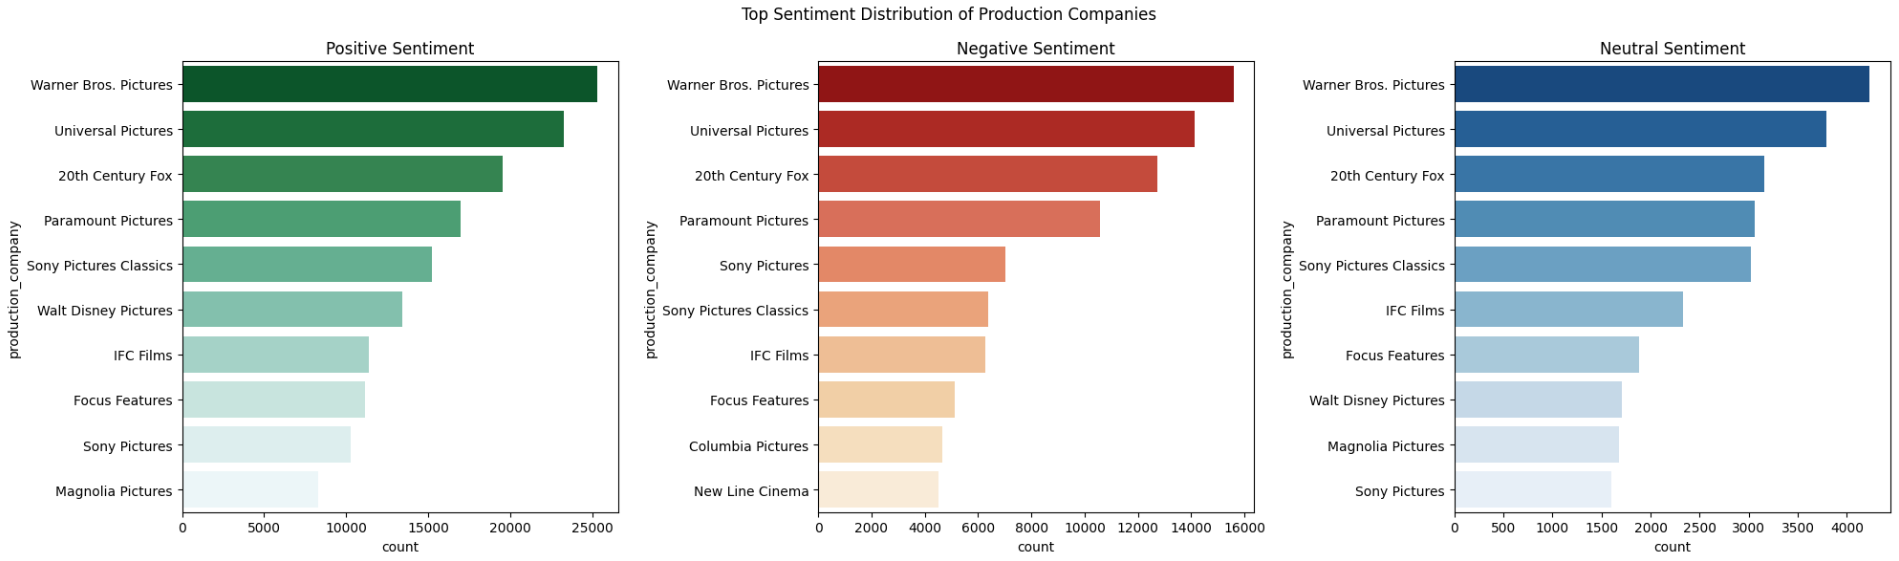 Top Sentiment Distribution of Production Companies
Positive Sentiment
production_company
Warner Bros. Pictures
Universal Pictures
20th Century Fox
Paramount Pictures
Sony Pictures Classics
Walt Disney Pictures
IFC Films
Focus Features
Sony Pictures
Magnolia Pictures
0 5000 10000 15000 20000 25000
count
Negative Sentiment
production_company
Warner Bros. Pictures
Universal Pictures
20th Century Fox
Paramount Pictures
Sony Pictures
Sony Pictures Classics
IFC Films
Focus Features
Columbia Pictures
New Line Cinema
0 2000 4000 6000 8000 10000 12000 14000 16000
count
Neutral Sentiment
production_company
Warner Bros. Pictures
Universal Pictures
20th Century Fox
Paramount Pictures
Sony Pictures Classics
IFC Films
Focus Features
Walt Disney Pictures
Magnolia Pictures
Sony Pictures
0 500 1000 1500 2000 2500 3000 3500 4000
count